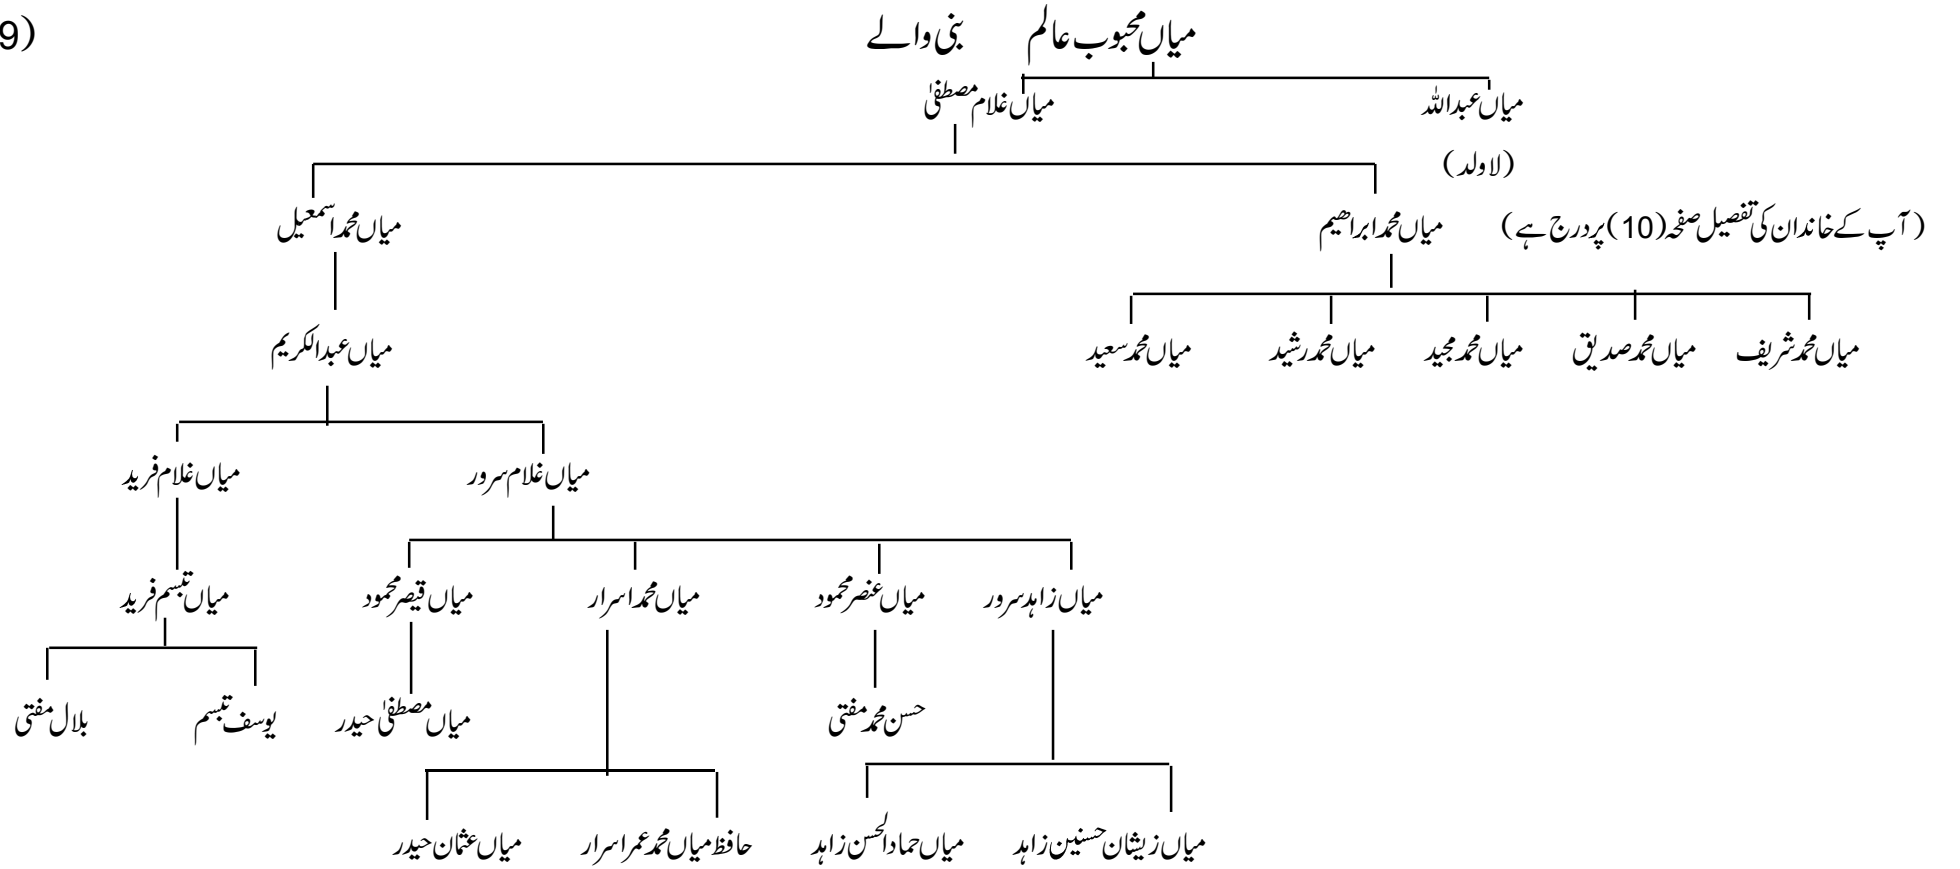 میاں محبوب عالم بنی والے
9)
میاں عبداللہ میاں غلام مصطفیٰ
(لاولد)
(آپ کے خاندان کی تفصیل صفحہ (10) پر درج ہے) میاں محمد ابراھیم میاں محمد اسمعیل
میاں محمد شریف میاں محمد صدیق میاں محمد مجید میاں محمد رشید میاں محمد سعید میاں عبدالکریم
میاں غلام سرور میاں غلام فرید
میاں زاہد سرور میاں عنصر محمود میاں محمد اسرار میاں قیصر محمود میاں تبسم فرید
حسن محمد مفتی میاں مصطفیٰ حیدر یوسف تبسم بلال مفتی
میاں زیشان حسنین زاہد میاں حماد الحسن زاہد حافظ میاں محمد عمر اسرار میاں عثمان حیدر